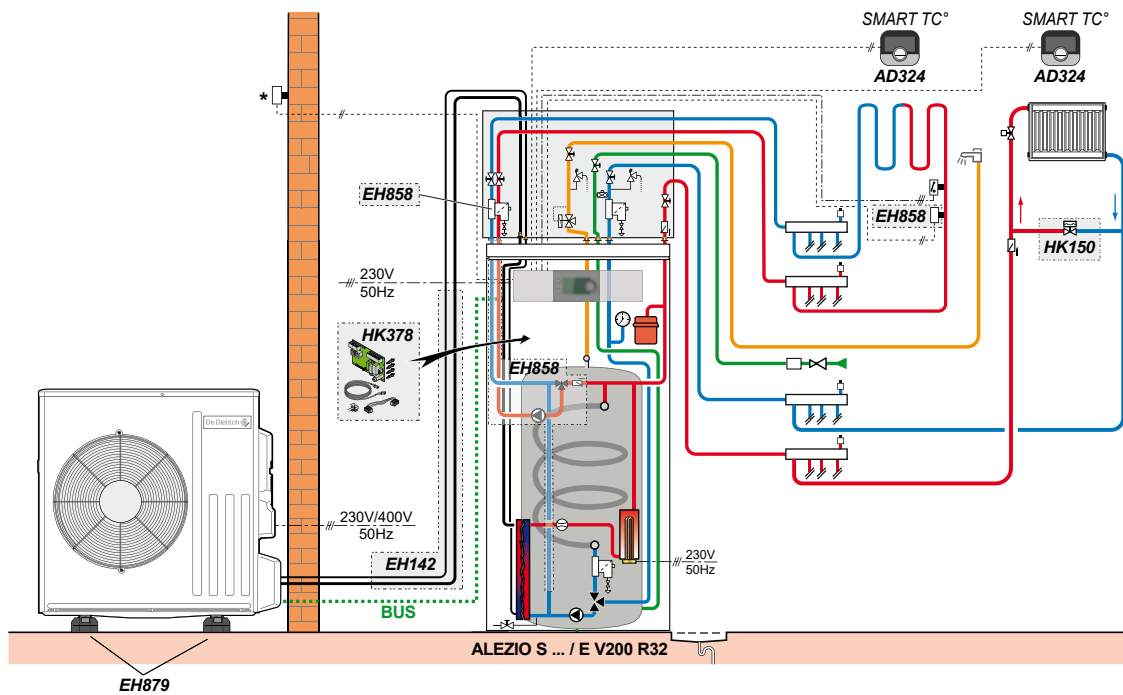 SMART TC°
SMART TC°
AD324
AD324
*
EH858
EH858
HK150
230V
50Hz
HK378
EH858
De Dietrich
230V/400V
50Hz
EH142
230V
50Hz
BUS
ALEZIO S ... / E V200 R32
EH879